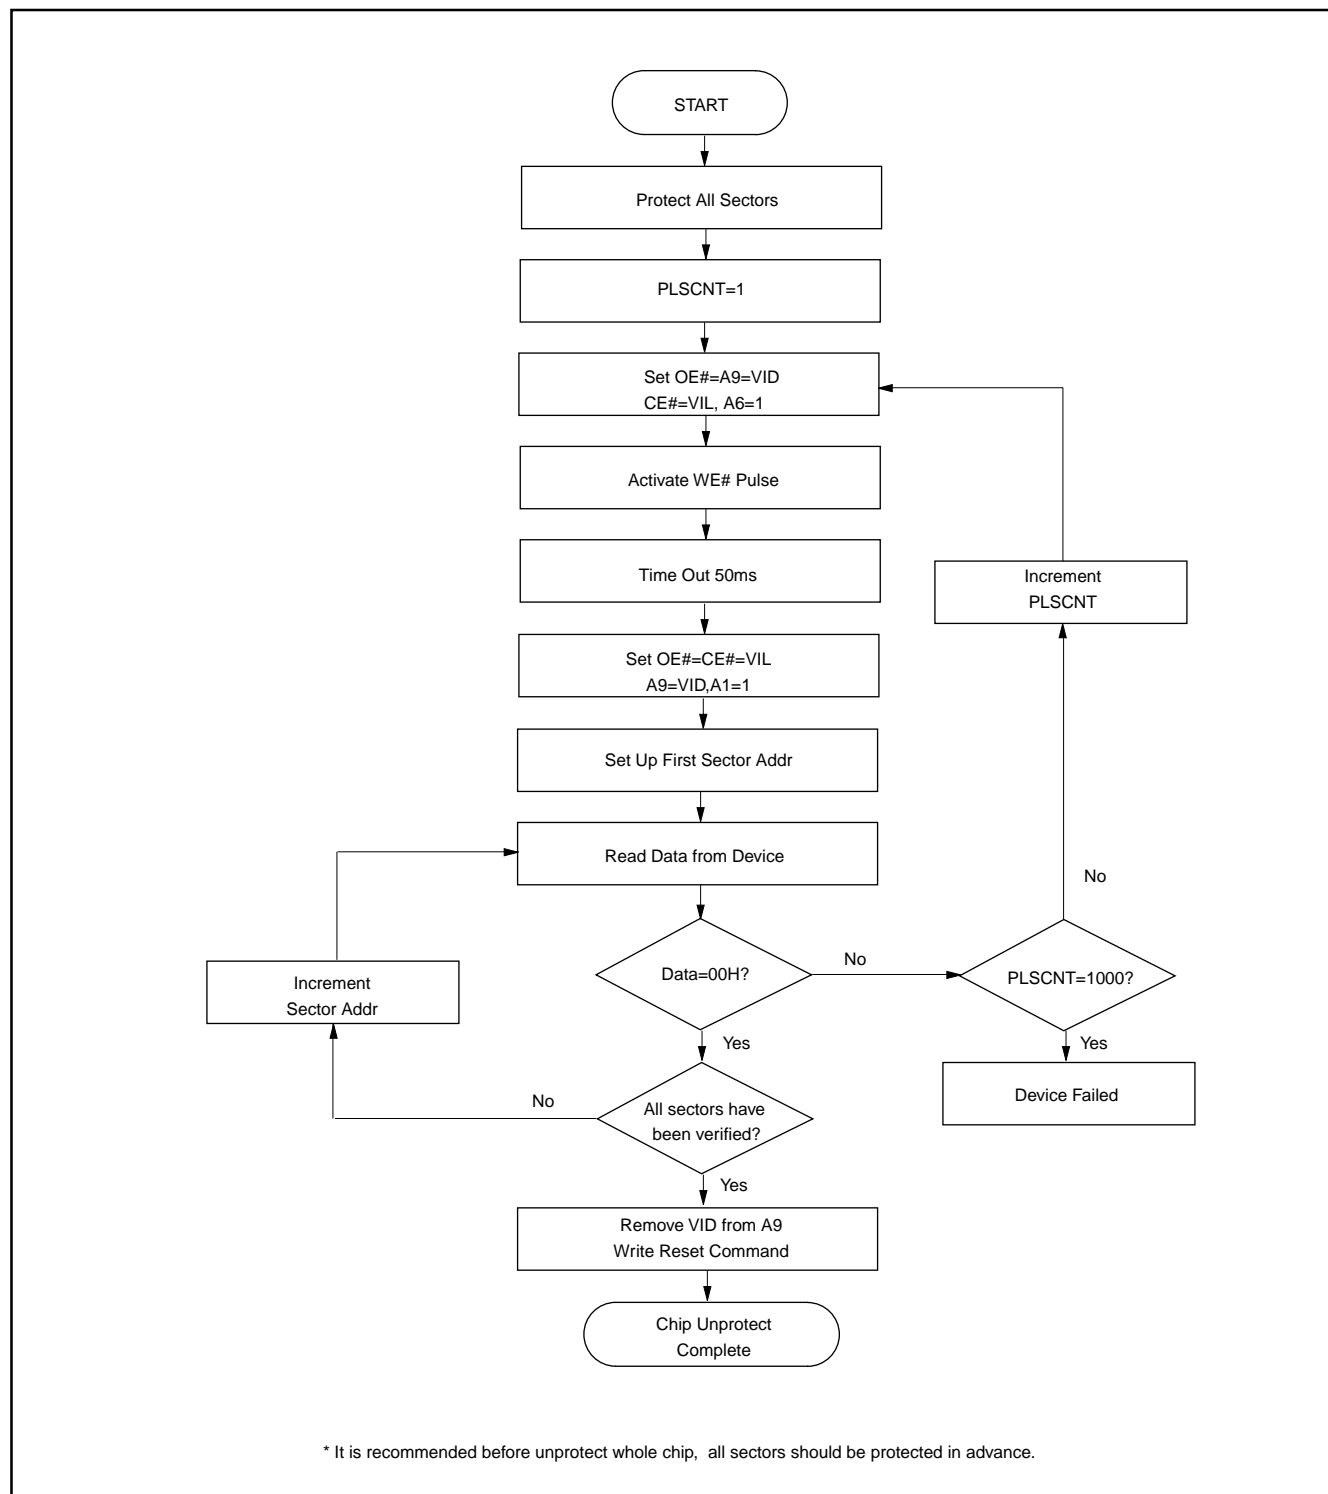 START
Protect All Sectors
PLSCNT=1
Set OE#=A9=VID
CE#=VIL, A6=1
Activate WE# Pulse
Time Out 50ms
Increment
PLSCNT
Set OE#=CE#=VIL
A9=VID,A1=1
Set Up First Sector Addr
Read Data from Device
No
Data=00H?
No
PLSCNT=1000?
Increment
Sector Addr
Yes
Yes
Device Failed
No
All sectors have
been verified?
Yes
Remove VID from A9
Write Reset Command
Chip Unprotect
Complete
* It is recommended before unprotect whole chip,  all sectors should be protected in advance.